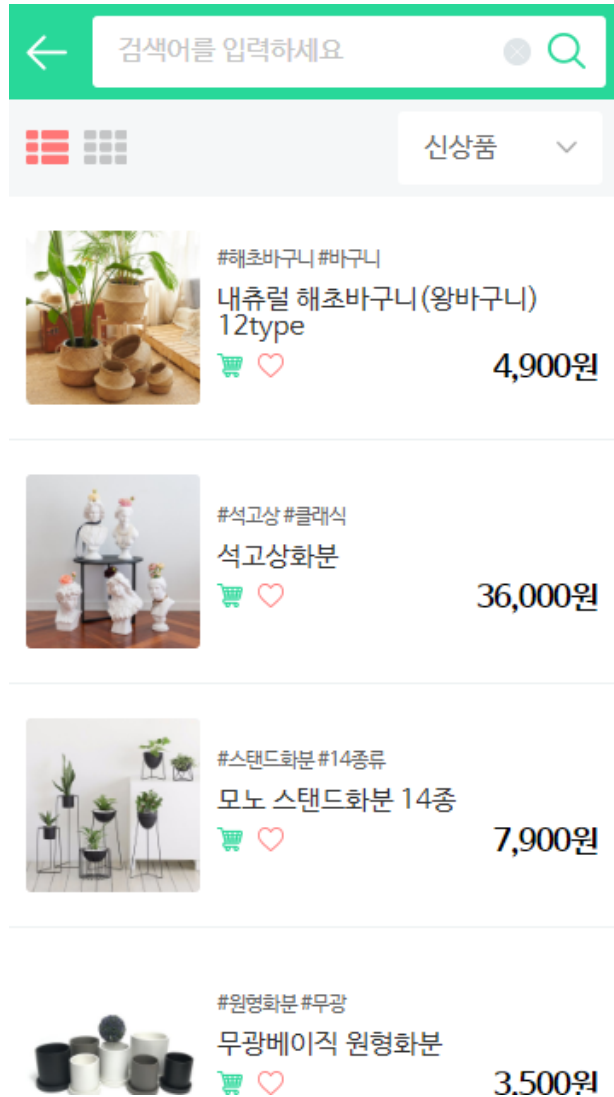 검색어를 입력하세요
신상품
#해초바구니 #바구니
내츄럴 해초바구니(왕바구니)
12type
4,900원
#석고상 #클래식
석고상화분
36,000원
#스탠드화분 #14종류
모노 스탠드화분 14종
7,900원
#원형화분 #무광
무광베이직 원형화분
3,500원